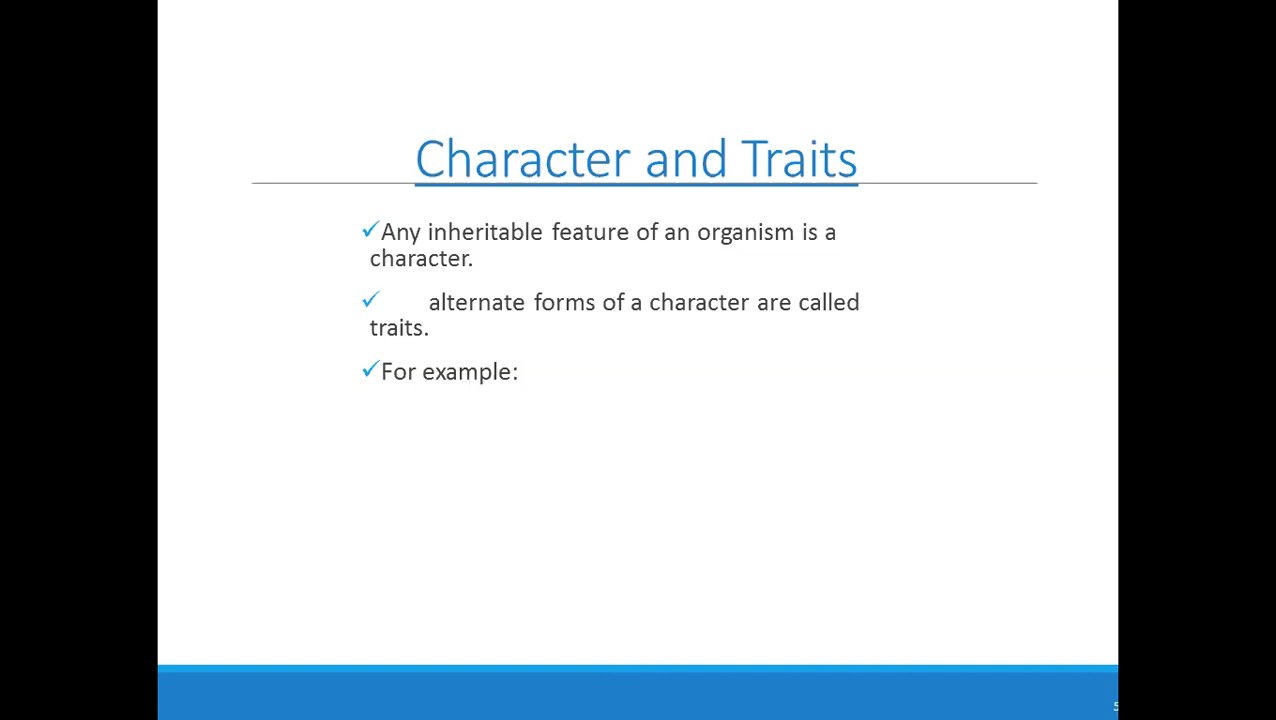 Character and Traits
✓Any inheritable feature of an organism is a
character.
✓ alternate forms of a character are called
traits.
✓For example:
5